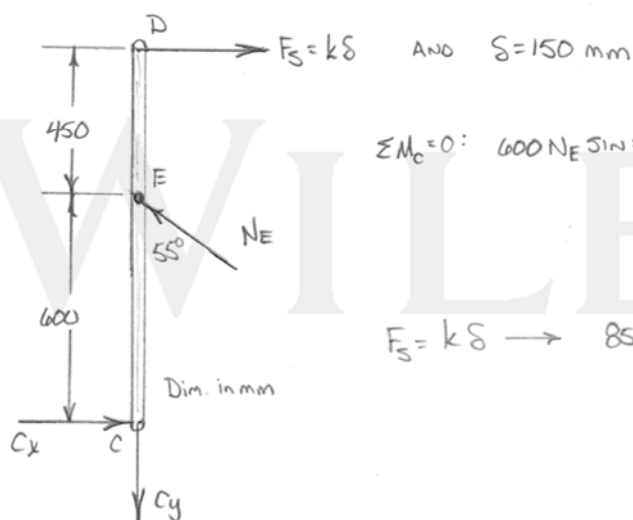 D
F_S = kδ AND δ = 150 mm
450
ΣM_C = 0: 600 N_E SIN
E
55°
N_E
WILE
600
F_S = kδ → 85
Dim. in mm
C_x
C
C_y